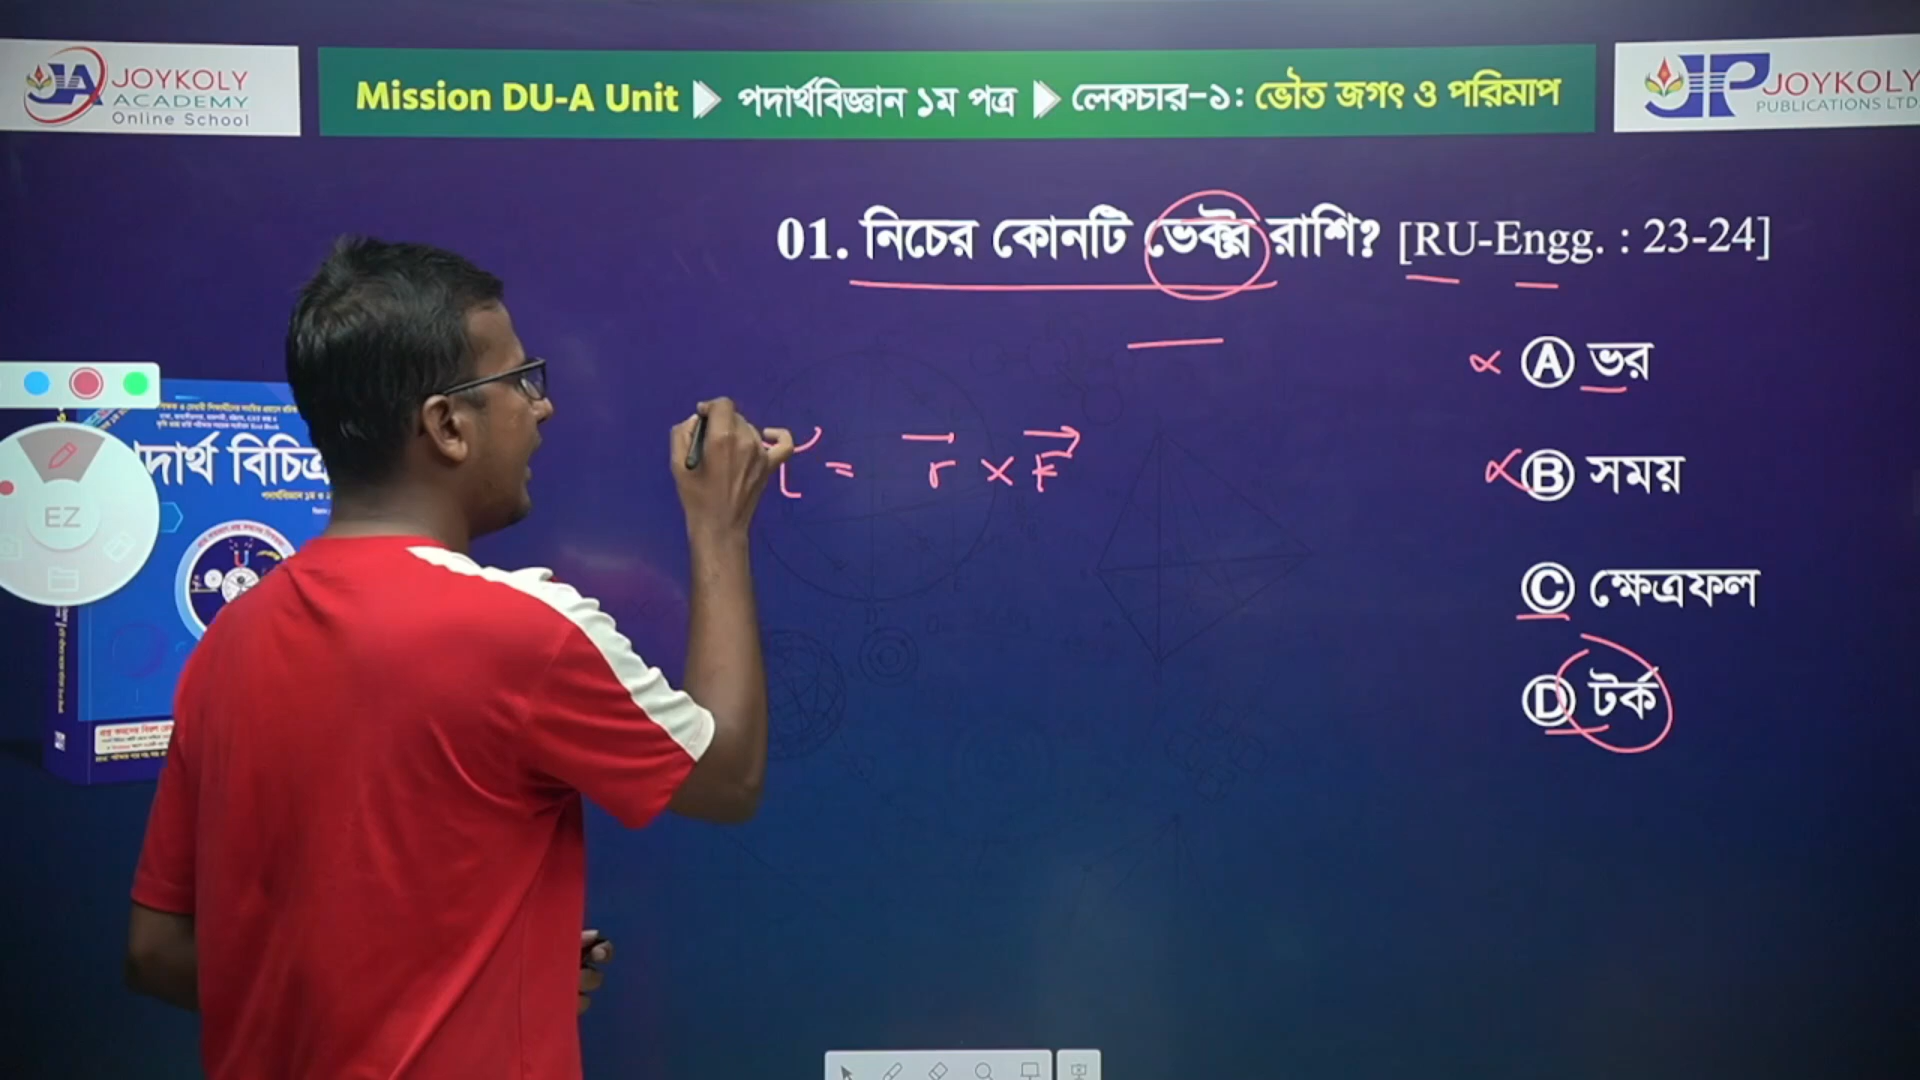 JOYKOLY
ACADEMY
Online School
Mission DU-A Unit পদার্থবিজ্ঞান ১ম পত্র লেকচার-১: ভৌত জগৎ ও পরিমাপ
JP JOYKOLY
PUBLICATIONS LTD
01. নিচের কোনটি ভেক্টর রাশি? [RU-Engg. : 23-24]
A ভর
B সময়
C ক্ষেত্রফল
D টর্ক
= r × F
দার্থ বিচিত্র
EZ